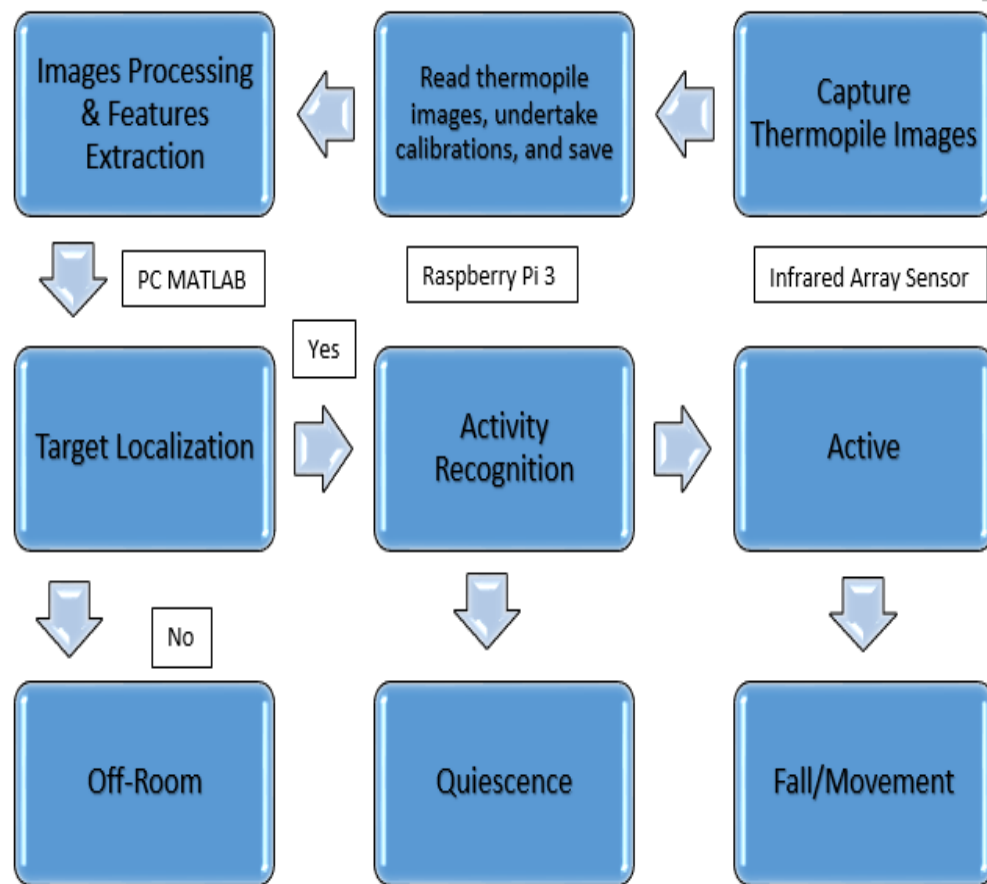 Images Processing
& Features
Extraction
Read thermopile
images, undertake
calibrations, and save
Capture
Thermopile Images
PC MATLAB
Raspberry Pi 3
Infrared Array Sensor
Yes
Target Localization
Activity
Recognition
Active
No
Off-Room
Quiescence
Fall/Movement